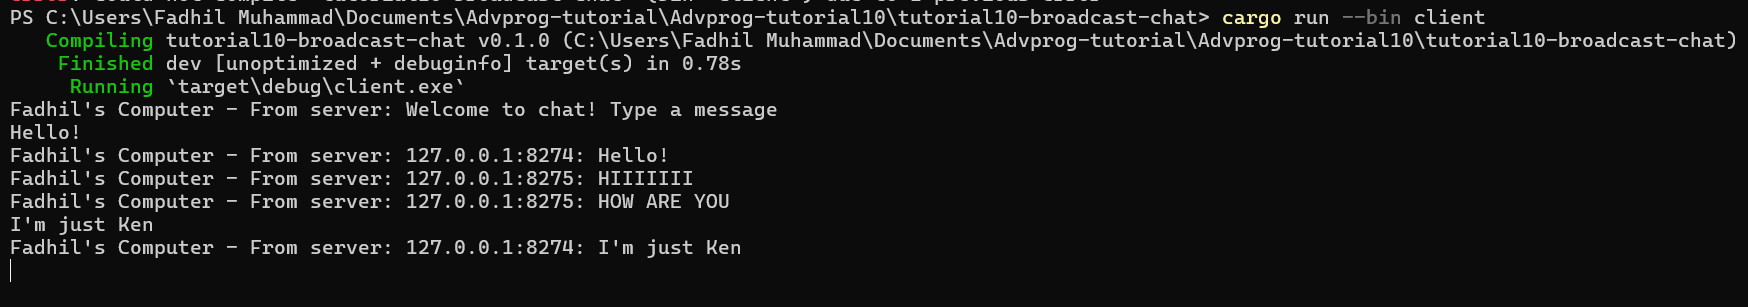 PS C:\Users\Fadhil Muhammad\Documents\Advprog-tutorial\Advprog-tutorial10\tutorial10-broadcast-chat> cargo run --bin client
Compiling tutorial10-broadcast-chat v0.1.0 (C:\Users\Fadhil Muhammad\Documents\Advprog-tutorial\Advprog-tutorial10\tutorial10-broadcast-chat)
Finished dev [unoptimized + debuginfo] target(s) in 0.78s
Running `target\debug\client.exe`
Fadhil's Computer - From server: Welcome to chat! Type a message
Hello!
Fadhil's Computer - From server: 127.0.0.1:8274: Hello!
Fadhil's Computer - From server: 127.0.0.1:8275: HIIIIIII
Fadhil's Computer - From server: 127.0.0.1:8275: HOW ARE YOU
I'm just Ken
Fadhil's Computer - From server: 127.0.0.1:8274: I'm just Ken